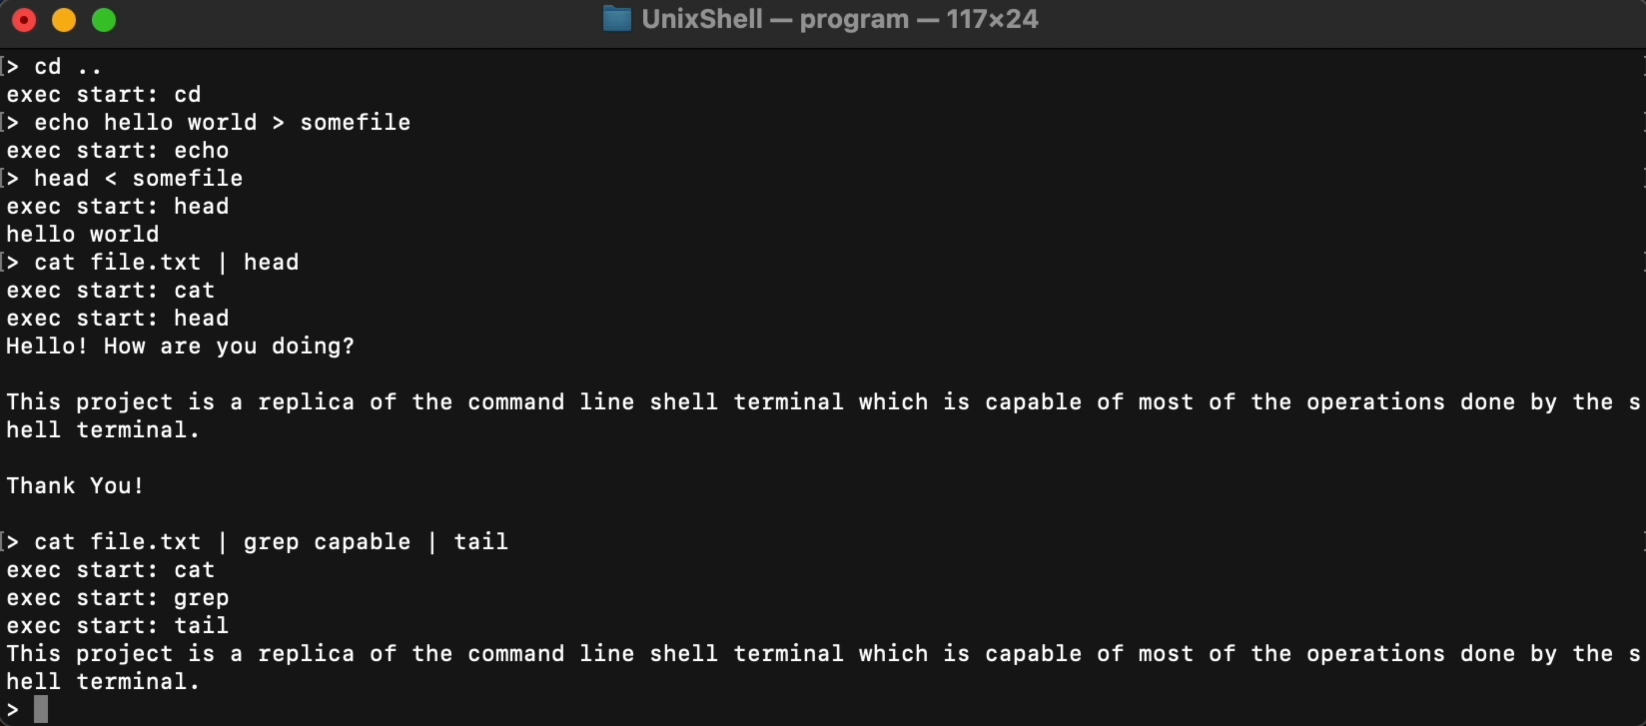 UnixShell — program — 117×24
[> cd ..
exec start: cd
[> echo hello world > somefile
exec start: echo
[> head < somefile
exec start: head
hello world
[> cat file.txt | head
exec start: cat
exec start: head
Hello! How are you doing?
This project is a replica of the command line shell terminal which is capable of most of the operations done by the s
hell terminal.
Thank You!
[> cat file.txt | grep capable | tail
exec start: cat
exec start: grep
exec start: tail
This project is a replica of the command line shell terminal which is capable of most of the operations done by the s
hell terminal.
>